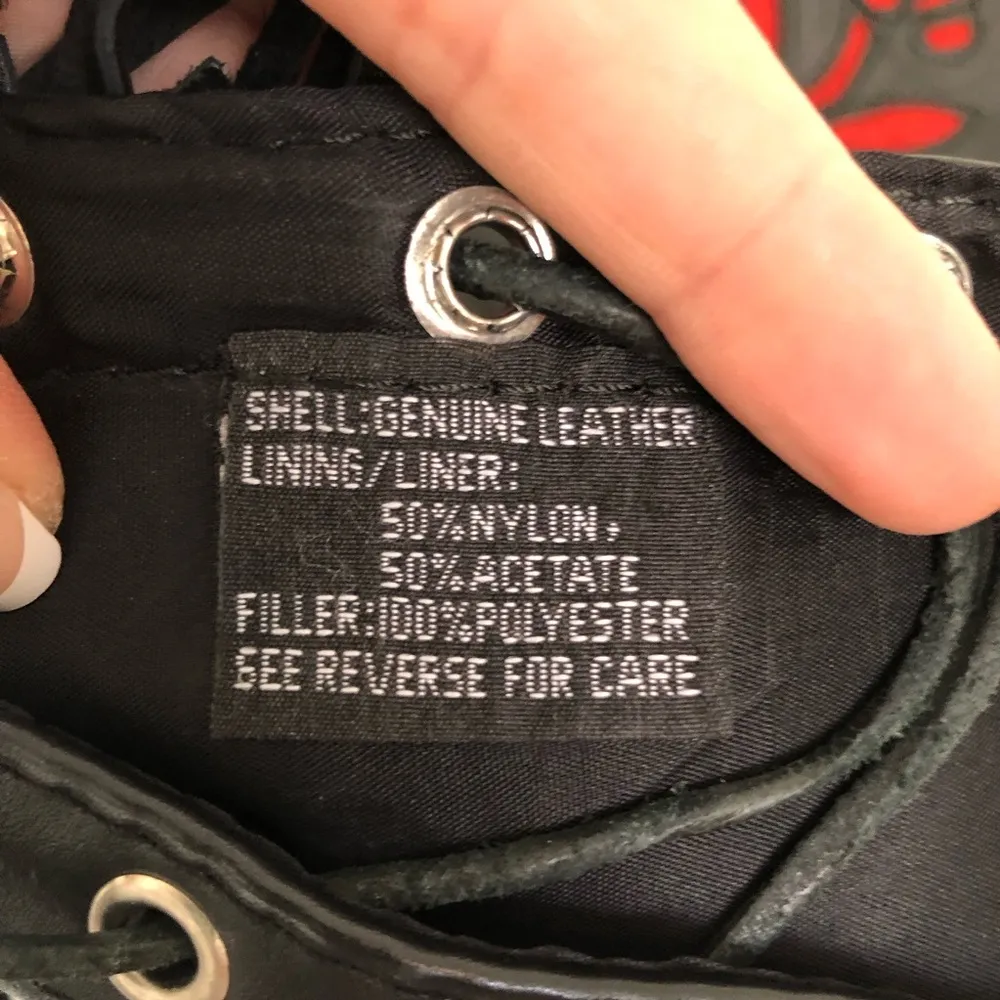 SHELL:GENUINE LEATHER
LINING/LINER:
50%NYLON,
50%ACETATE
FILLER:100%POLYESTER
SEE REVERSE FOR CARE